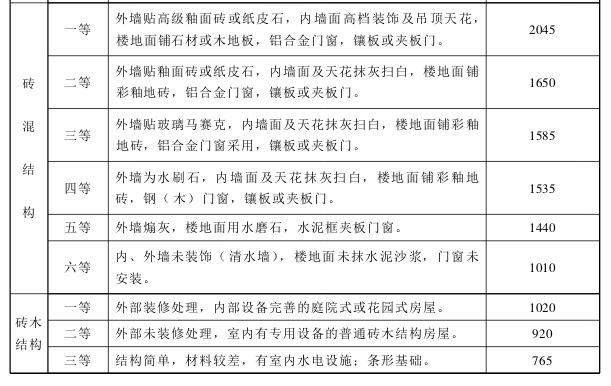 砖混结构
一等
外墙贴高级釉面砖或纸皮石，内墙面高档装饰及吊顶天花，
楼地面铺石材或木地板，铝合金门窗，镶板或夹板门。
2045
二等
外墙贴釉面砖或纸皮石，内墙面及天花抹灰扫白，楼地面铺
彩釉地砖，铝合金门窗，镶板或夹板门。
1650
三等
外墙贴玻璃马赛克，内墙面及天花抹灰扫白，楼地面铺彩釉
地砖，铝合金门窗采用，镶板或夹板门。
1585
四等
外墙为水刷石，内墙面及天花抹灰扫白，楼地面铺彩釉地
砖，钢（木）门窗，镶板或夹板门。
1535
五等
外墙煽灰，楼地面用水磨石，水泥框夹板门窗。
1440
六等
内、外墙未装饰（清水墙），楼地面未抹水泥沙浆，门窗未
安装。
1010
砖木
结构
一等
外部装修处理，内部设备完善的庭院式或花园式房屋。
1020
二等
外部未装修处理，室内有专用设备的普通砖木结构房屋。
920
三等
结构简单，材料较差，有室内水电设施；条形基础。
765